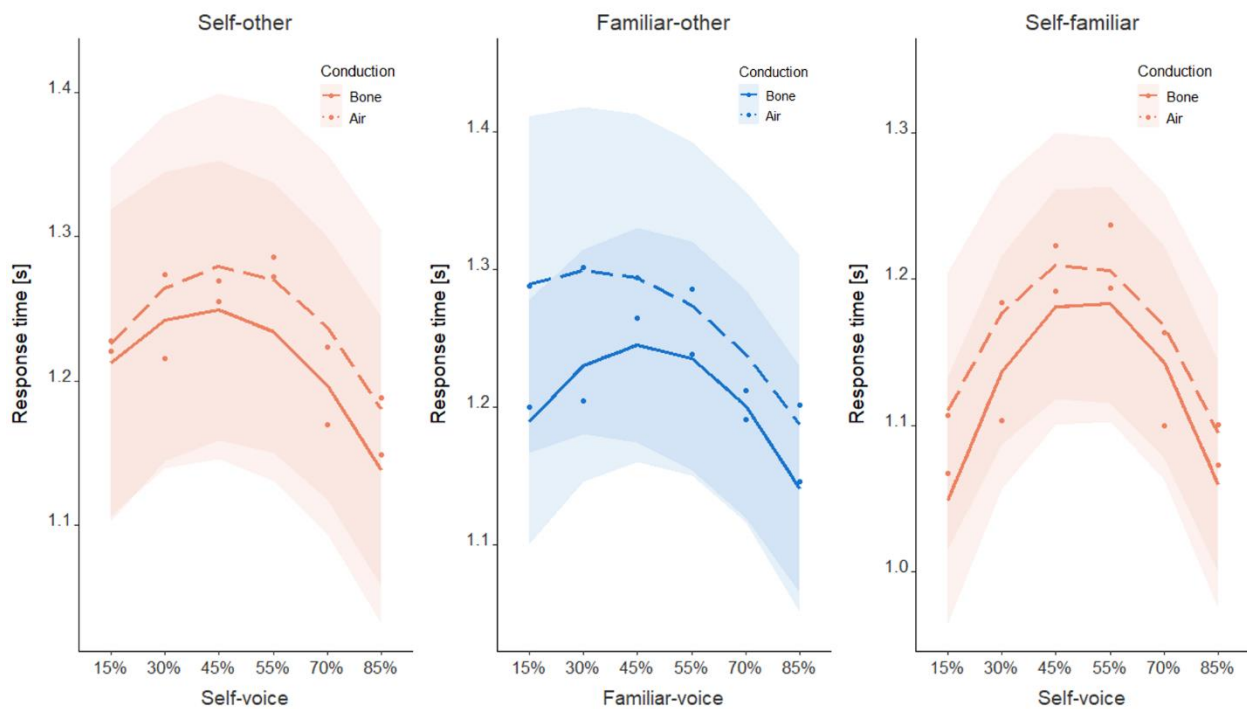 Self-other
Response time [s]
1.4
1.3
1.2
1.1
Conduction
Bone
Air
15% 30% 45% 55% 70% 85%
Self-voice
Familiar-other
Response time [s]
1.4
1.3
1.2
1.1
Conduction
Bone
Air
15% 30% 45% 55% 70% 85%
Familiar-voice
Self-familiar
Response time [s]
1.3
1.2
1.1
1.0
Conduction
Bone
Air
15% 30% 45% 55% 70% 85%
Self-voice